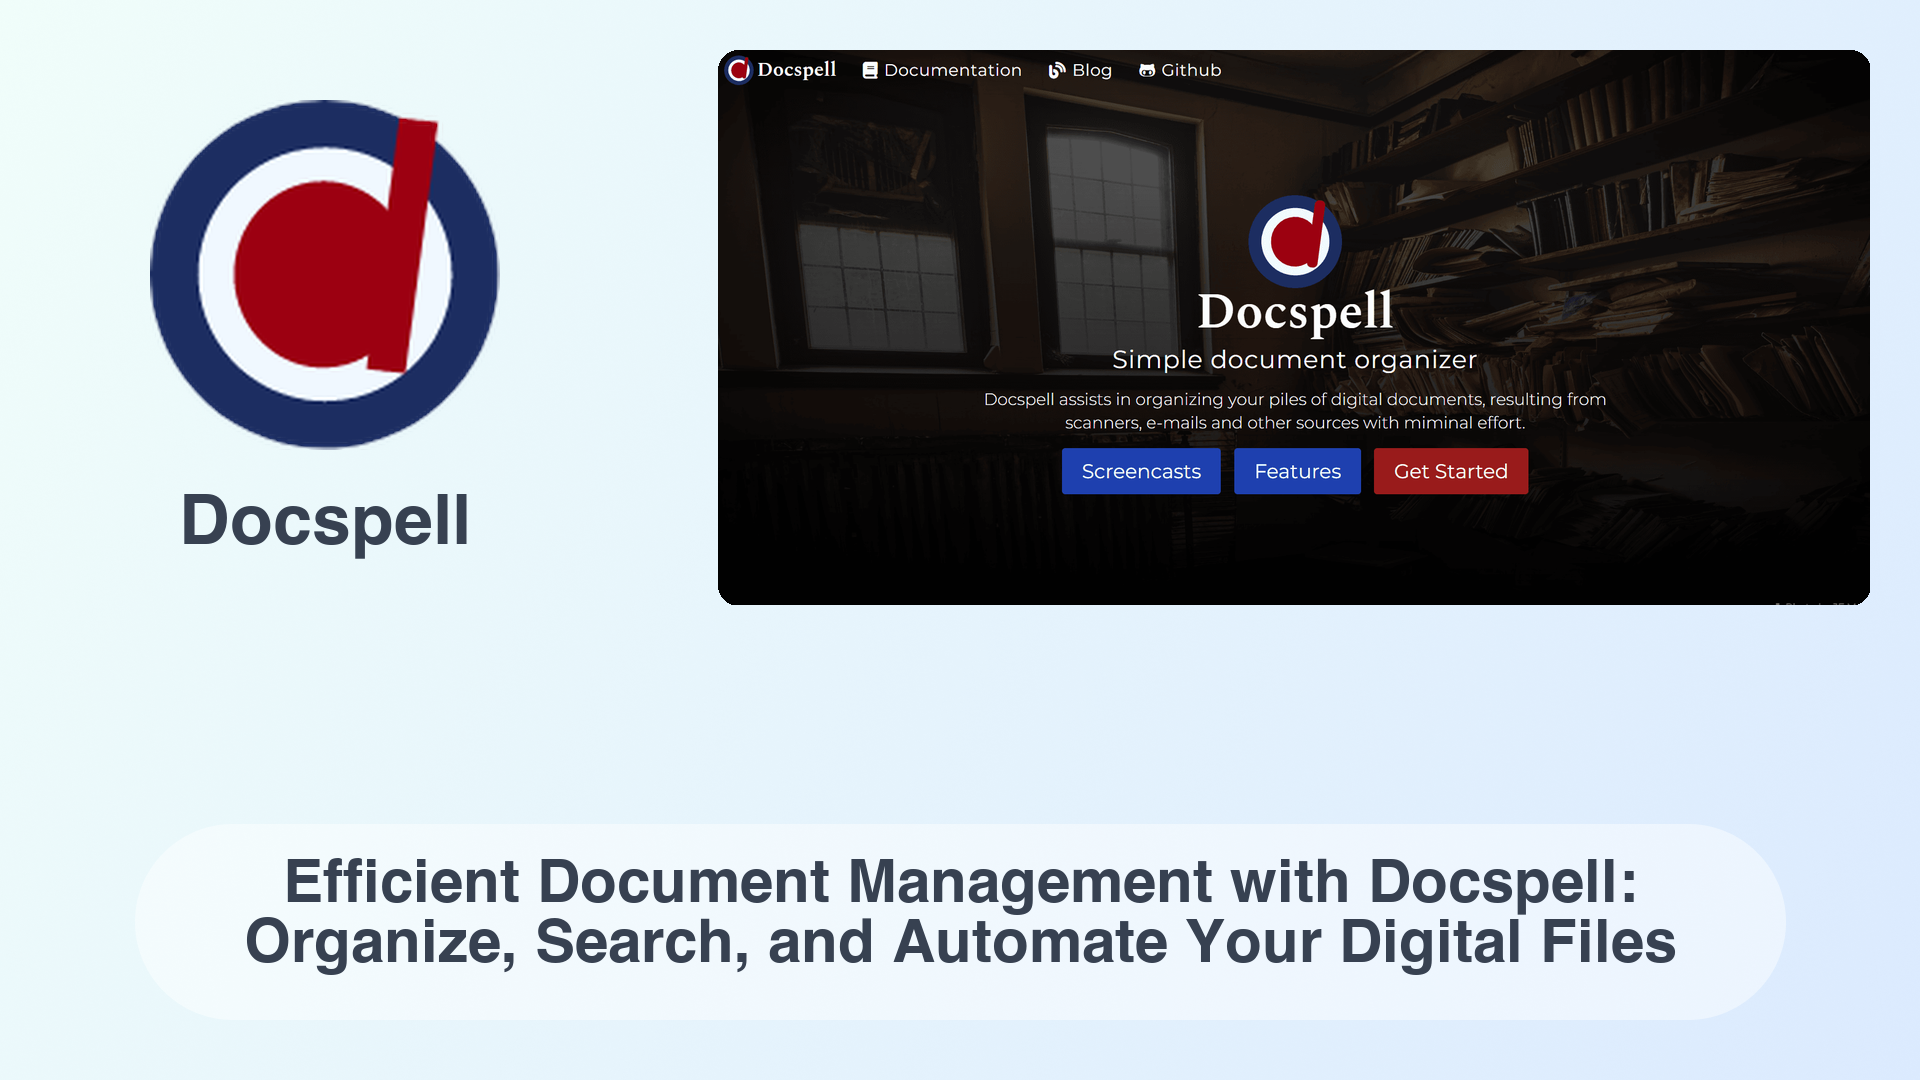 Docspell
Docspell
Documentation
Blog
Github
Docspell
Simple document organizer
Docspell assists in organizing your piles of digital documents, resulting from
scanners, e-mails and other sources with miminal effort.
Screencasts
Features
Get Started
Efficient Document Management with Docspell:
Organize, Search, and Automate Your Digital Files